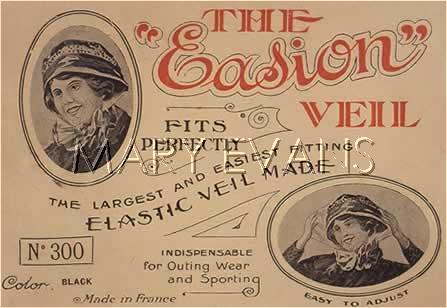 THE
"Easion"
VEIL
FITS
PERFECTLY
MARY EVANS
THE LARGEST AND EASIEST FITTING
ELASTIC VEIL MADE
Nº 300
INDISPENSABLE
for Outing Wear
and Sporting
Color. BLACK
Made in France
EASY TO ADJUST